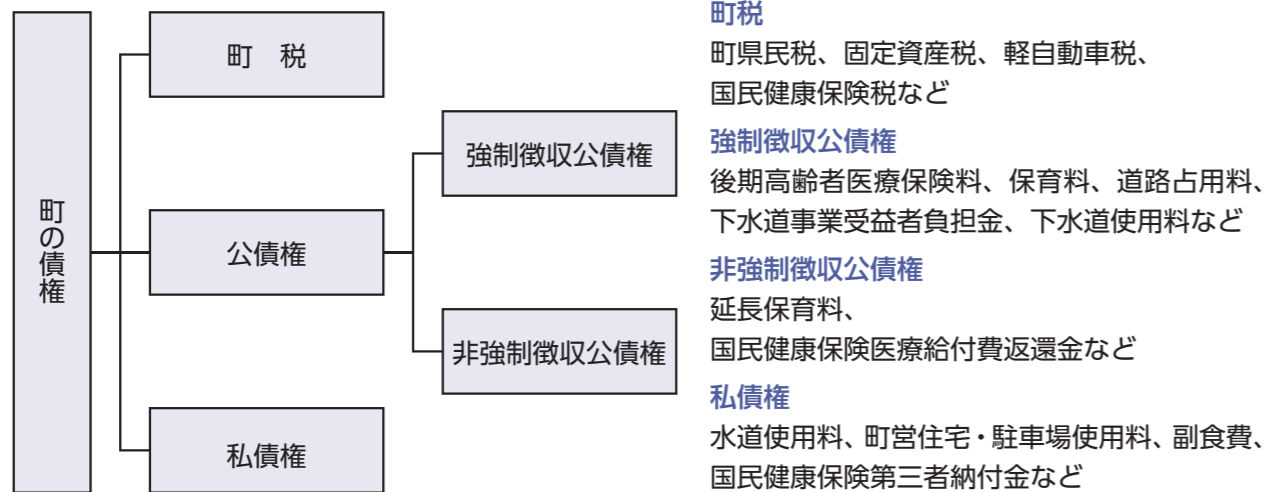 町の債権
町　税
公債権
私債権
強制徴収公債権
非強制徴収公債権
町税
町県民税、固定資産税、軽自動車税、
国民健康保険税など
強制徴収公債権
後期高齢者医療保険料、保育料、道路占用料、
下水道事業受益者負担金、下水道使用料など
非強制徴収公債権
延長保育料、
国民健康保険医療給付費返還金など
私債権
水道使用料、町営住宅・駐車場使用料、副食費、
国民健康保険第三者納付金など